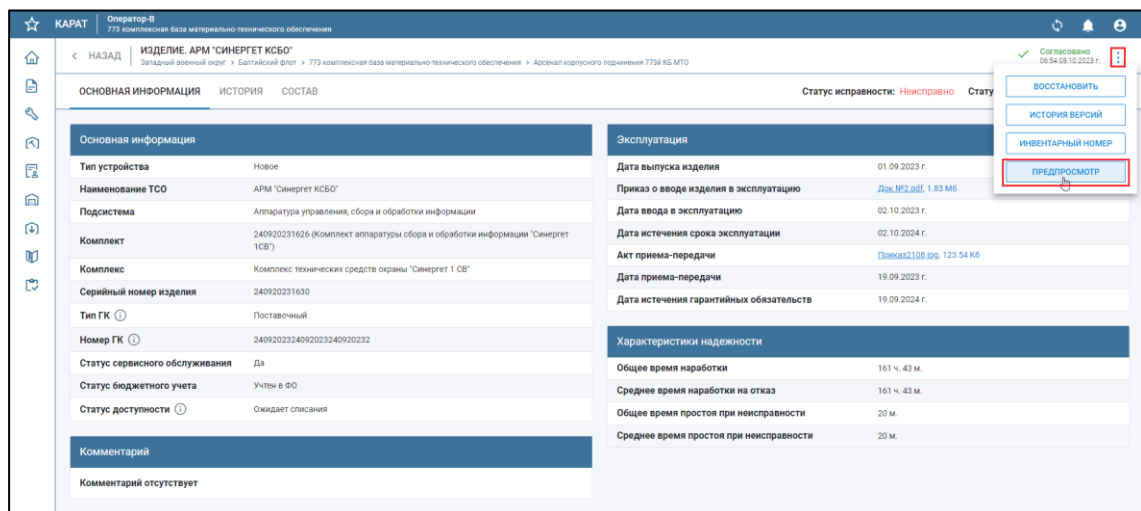 КАРАТ
Оператор-В
773 комплексная база материально-технического обеспечения
НАЗАД
ИЗДЕЛИЕ. АРМ "СИНЕРГЕТ КСБО"
Западный военный округ > Балтийский флот > 773 комплексная база материально-технического обеспечения > Арсенал корпусного подчинения 773й КБ МТО
Согласовано
06:54 08.10.2023 г.
ОСНОВНАЯ ИНФОРМАЦИЯ ИСТОРИЯ СОСТАВ
Статус исправности: Неисправно Стату
ВОССТАНОВИТЬ
ИСТОРИЯ ВЕРСИЙ
ИНВЕНТАРНЫЙ НОМЕР
ПРЕДПРОСМОТР
Основная информация
Тип устройства Новое
Наименование ТСО АРМ "Синергет КСБО"
Подсистема Аппаратура управления, сбора и обработки информации
Комплект 240920231626 (Комплект аппаратуры сбора и обработки информации "Синергет
1СВ")
Комплекс Комплекс технических средств охраны "Синергет 1 СВ"
Серийный номер изделия 240920231630
Тип ГК Поставочный
Номер ГК 2409202324092023240920232
Статус сервисного обслуживания Да
Статус бюджетного учета Учтен в ФО
Статус доступности Ожидает списания
Комментарий
Комментарий отсутствует
Эксплуатация
Дата выпуска изделия 01.09.2023 г.
Приказ о вводе изделия в эксплуатацию Док №2.pdf, 1.83 Мб
Дата ввода в эксплуатацию 02.10.2023 г.
Дата истечения срока эксплуатации 02.10.2024 г.
Акт приема-передачи Приказ2108.jpg, 123.54 Кб
Дата приема-передачи 19.09.2023 г.
Дата истечения гарантийных обязательств 19.09.2024 г.
Характеристики надежности
Общее время наработки 161 ч. 43 м.
Среднее время наработки на отказ 161 ч. 43 м.
Общее время простоя при неисправности 20 м.
Среднее время простоя при неисправности 20 м.